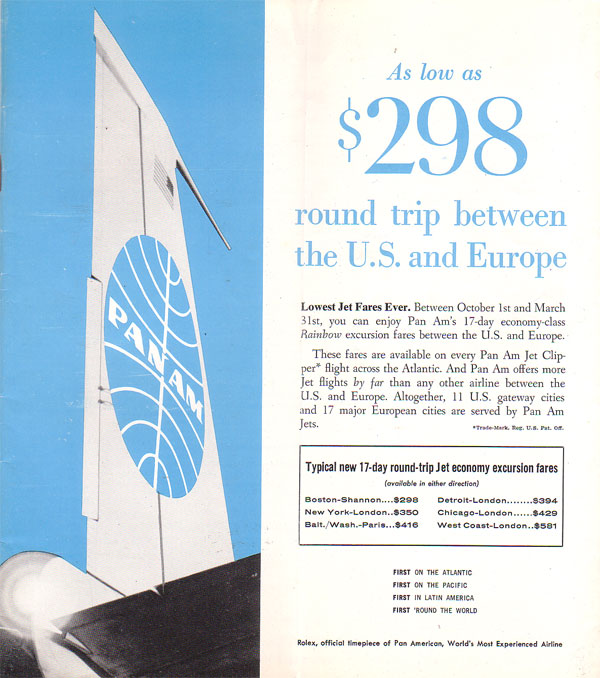 PAN AM
As low as
$298
round trip between
the U.S. and Europe
Lowest Jet Fares Ever. Between October 1st and March
31st, you can enjoy Pan Am's 17-day economy-class
Rainbow excursion fares between the U.S. and Europe.
These fares are available on every Pan Am Jet Clip-
per* flight across the Atlantic. And Pan Am offers more
Jet flights by far than any other airline between the
U.S. and Europe. Altogether, 11 U.S. gateway cities
and 17 major European cities are served by Pan Am
Jets.
*Trade-Mark, Reg. U.S. Pat. Off.
Typical new 17-day round-trip Jet economy excursion fares
(available in either direction)
Boston-Shannon....$298 Detroit-London........$394
New York-London..$350 Chicago-London......$429
Balt./Wash.-Paris...$416 West Coast-London..$581
FIRST ON THE ATLANTIC
FIRST ON THE PACIFIC
FIRST IN LATIN AMERICA
FIRST 'ROUND THE WORLD
Rolex, official timepiece of Pan American, World's Most Experienced Airline